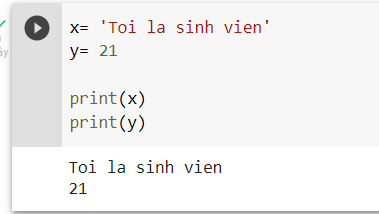 x= 'Toi la sinh vien'
y= 21
print(x)
print(y)
Toi la sinh vien
21